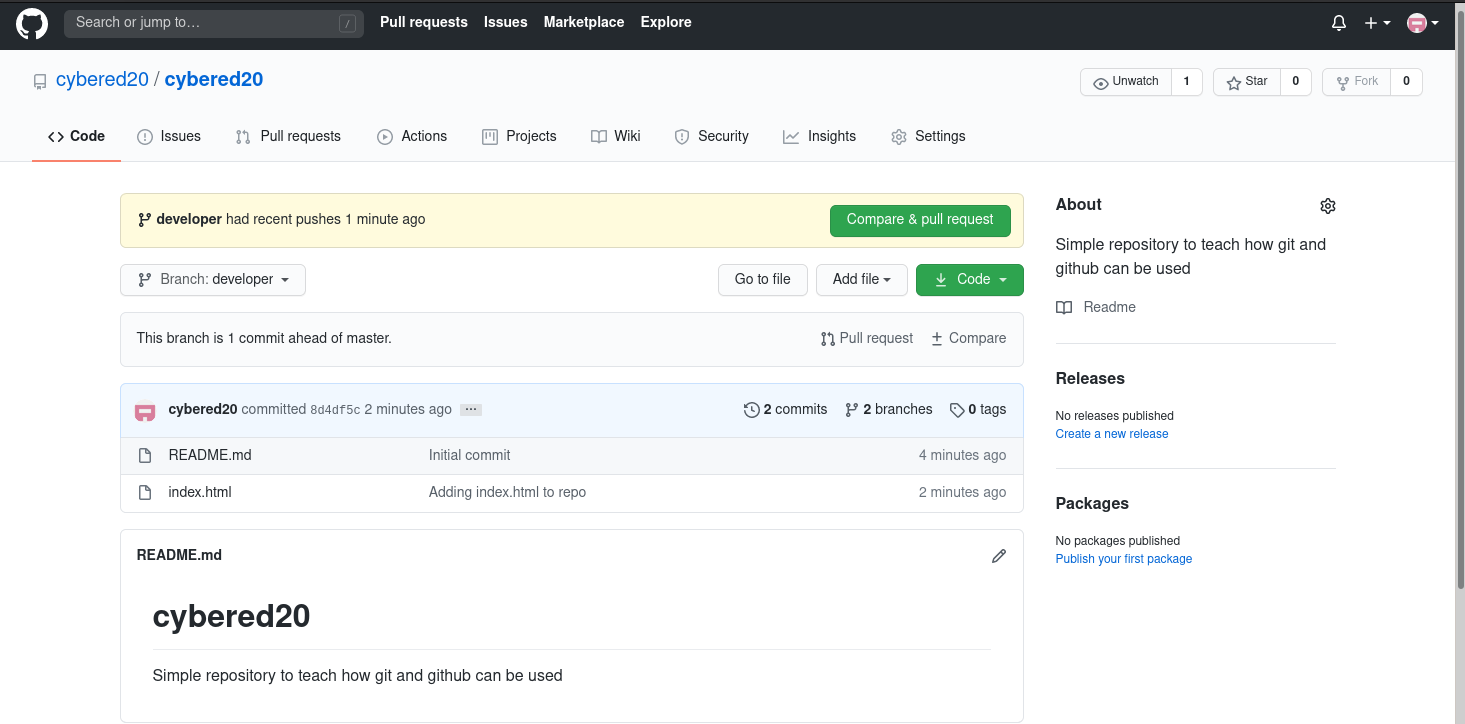 Search or jump to… /
Pull requests Issues Marketplace Explore
cybered20 / cybered20
Unwatch 1 Star 0 Fork 0
Code Issues Pull requests Actions Projects Wiki Security Insights Settings
developer had recent pushes 1 minute ago Compare & pull request
Branch: developer Go to file Add file Code
This branch is 1 commit ahead of master. Pull request Compare
cybered20 committed 8d4df5c 2 minutes ago ... 2 commits 2 branches 0 tags
README.md Initial commit 4 minutes ago
index.html Adding index.html to repo 2 minutes ago
README.md
cybered20
Simple repository to teach how git and github can be used
About
Simple repository to teach how git and
github can be used
Readme
Releases
No releases published
Create a new release
Packages
No packages published
Publish your first package